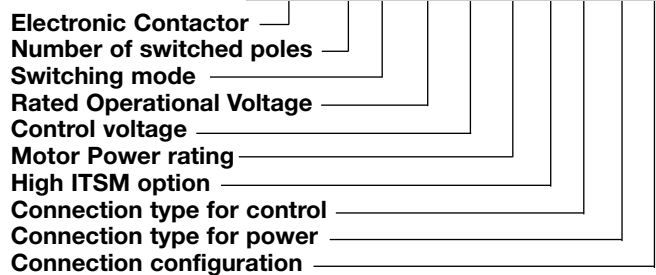 Electronic Contactor
Number of switched poles
Switching mode
Rated Operational Voltage
Control voltage
Motor Power rating
High ITSM option
Connection type for control
Connection type for power
Connection configuration